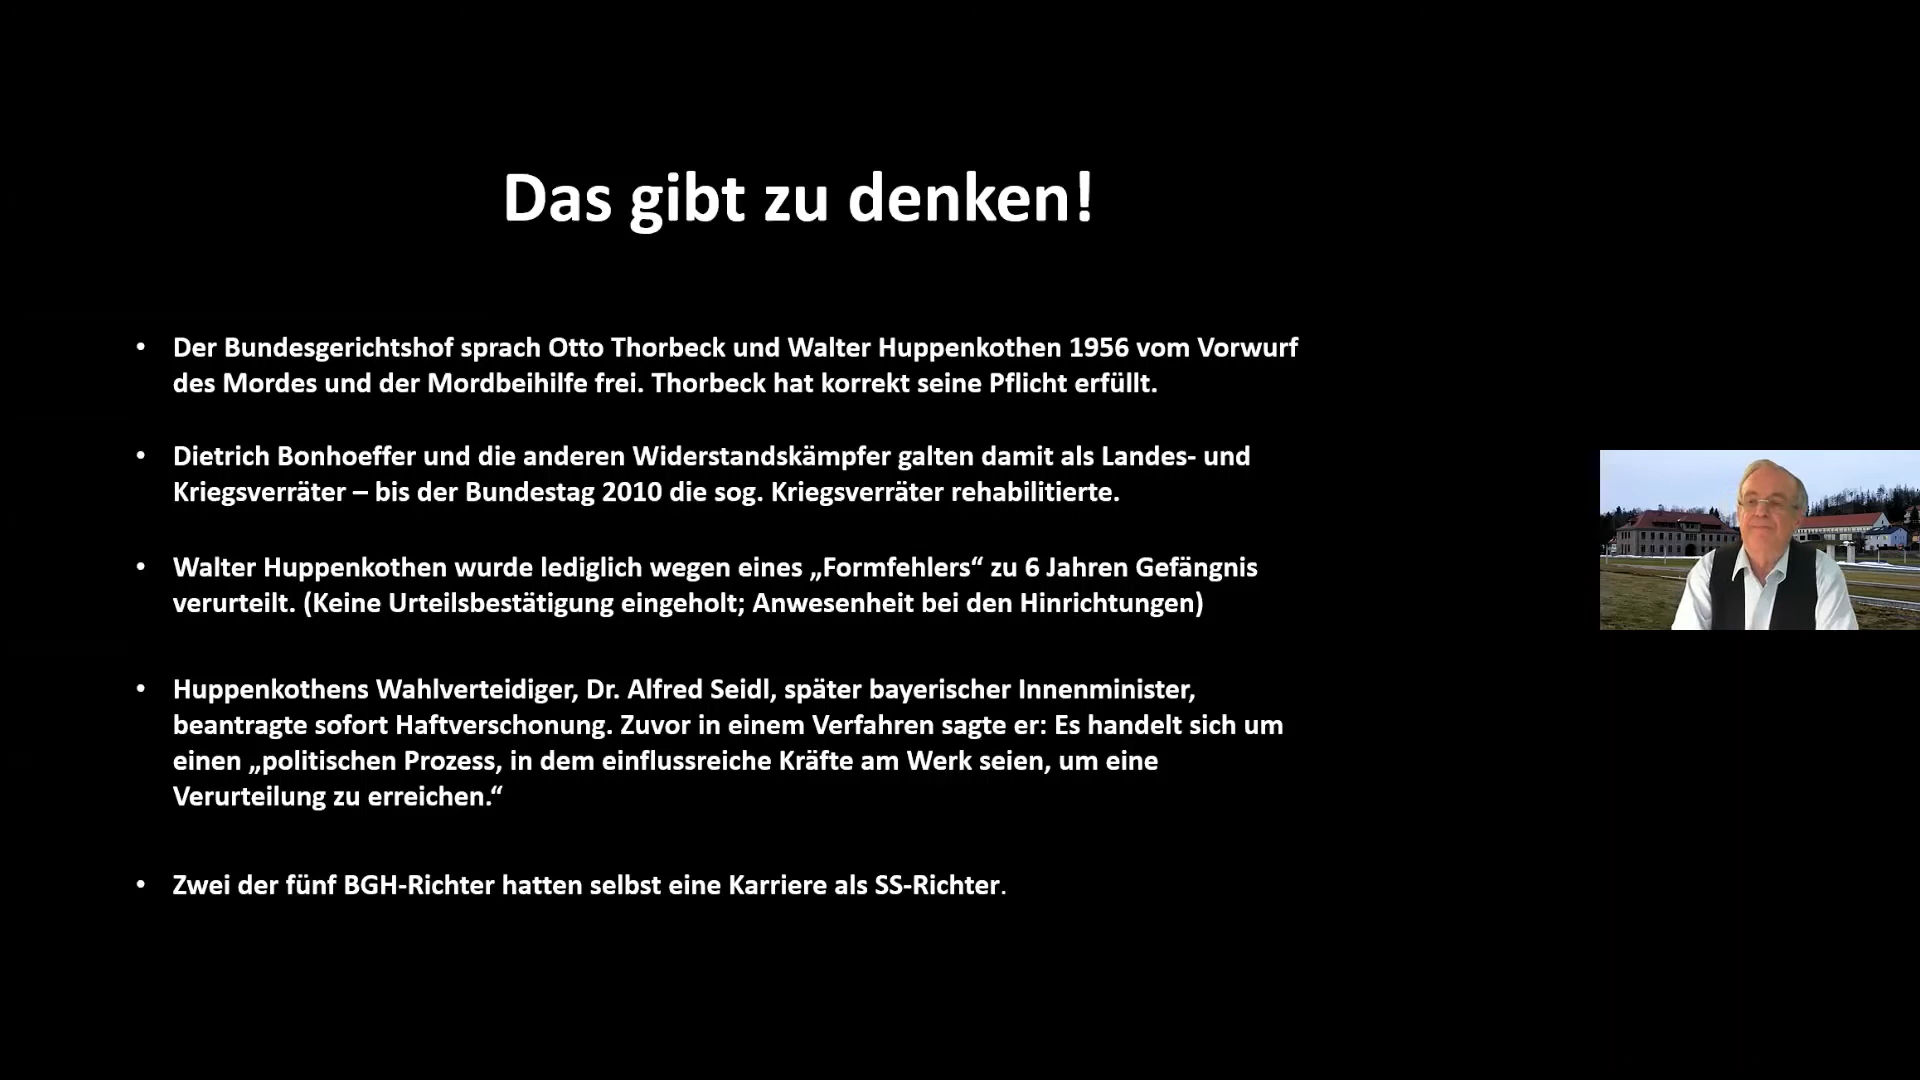 Das gibt zu denken!
• Der Bundesgerichtshof sprach Otto Thorbeck und Walter Huppenkothen 1956 vom Vorwurf
des Mordes und der Mordbeihilfe frei. Thorbeck hat korrekt seine Pflicht erfüllt.
• Dietrich Bonhoeffer und die anderen Widerstandskämpfer galten damit als Landes- und
Kriegsverräter – bis der Bundestag 2010 die sog. Kriegsverräter rehabilitierte.
• Walter Huppenkothen wurde lediglich wegen eines „Formfehlers“ zu 6 Jahren Gefängnis
verurteilt. (Keine Urteilsbestätigung eingeholt; Anwesenheit bei den Hinrichtungen)
• Huppenkothens Wahlverteidiger, Dr. Alfred Seidl, später bayerischer Innenminister,
beantragte sofort Haftverschonung. Zuvor in einem Verfahren sagte er: Es handelt sich um
einen „politischen Prozess, in dem einflussreiche Kräfte am Werk seien, um eine
Verurteilung zu erreichen.“
• Zwei der fünf BGH-Richter hatten selbst eine Karriere als SS-Richter.